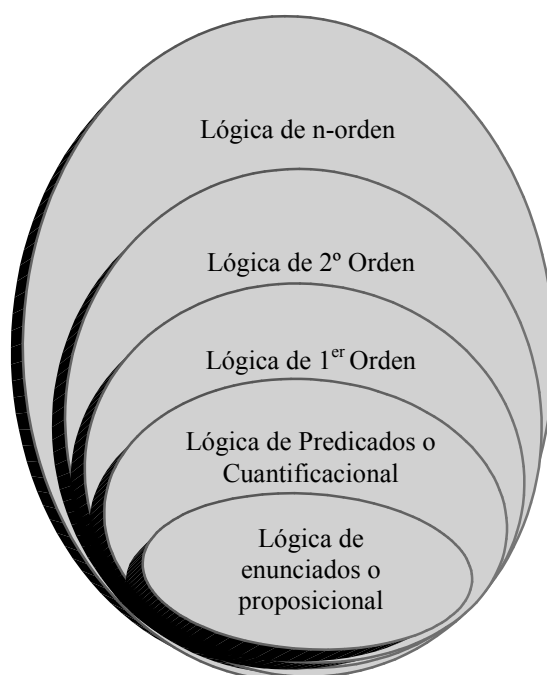 Lógica de n-orden
Lógica de 2º Orden
Lógica de 1er Orden
Lógica de Predicados o
Cuantificacional
Lógica de
enunciados o
proposicional